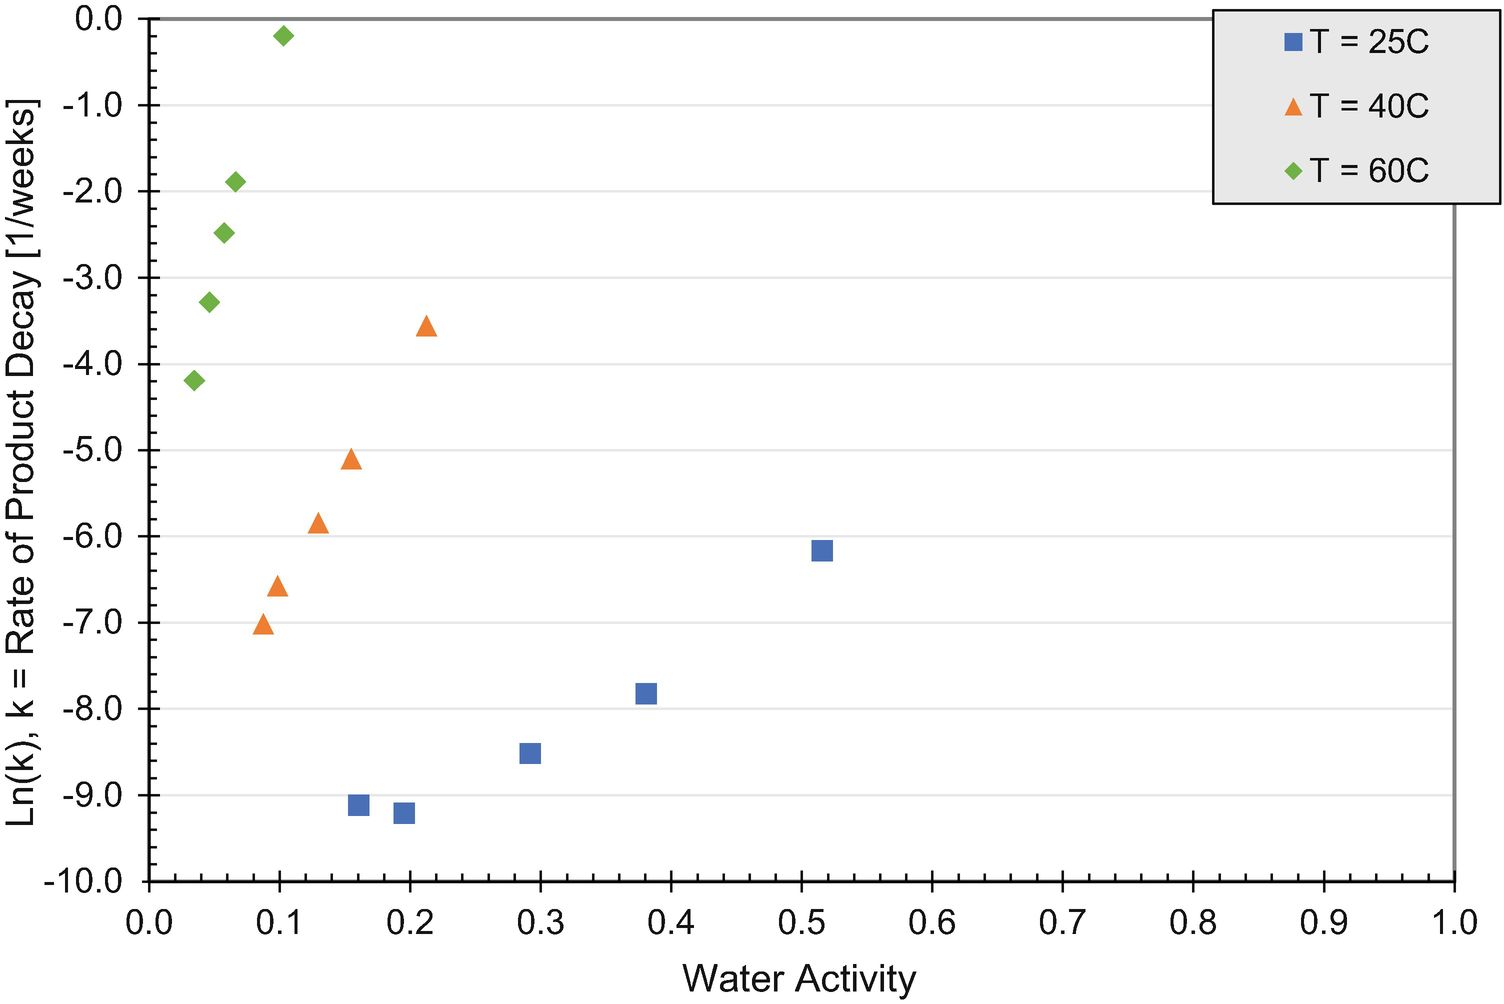 Ln(k), k = Rate of Product Decay [1/weeks]
0.0
-1.0
-2.0
-3.0
-4.0
-5.0
-6.0
-7.0
-8.0
-9.0
-10.0
T = 25C
T = 40C
T = 60C
0.0 0.1 0.2 0.3 0.4 0.5 0.6 0.7 0.8 0.9 1.0
Water Activity